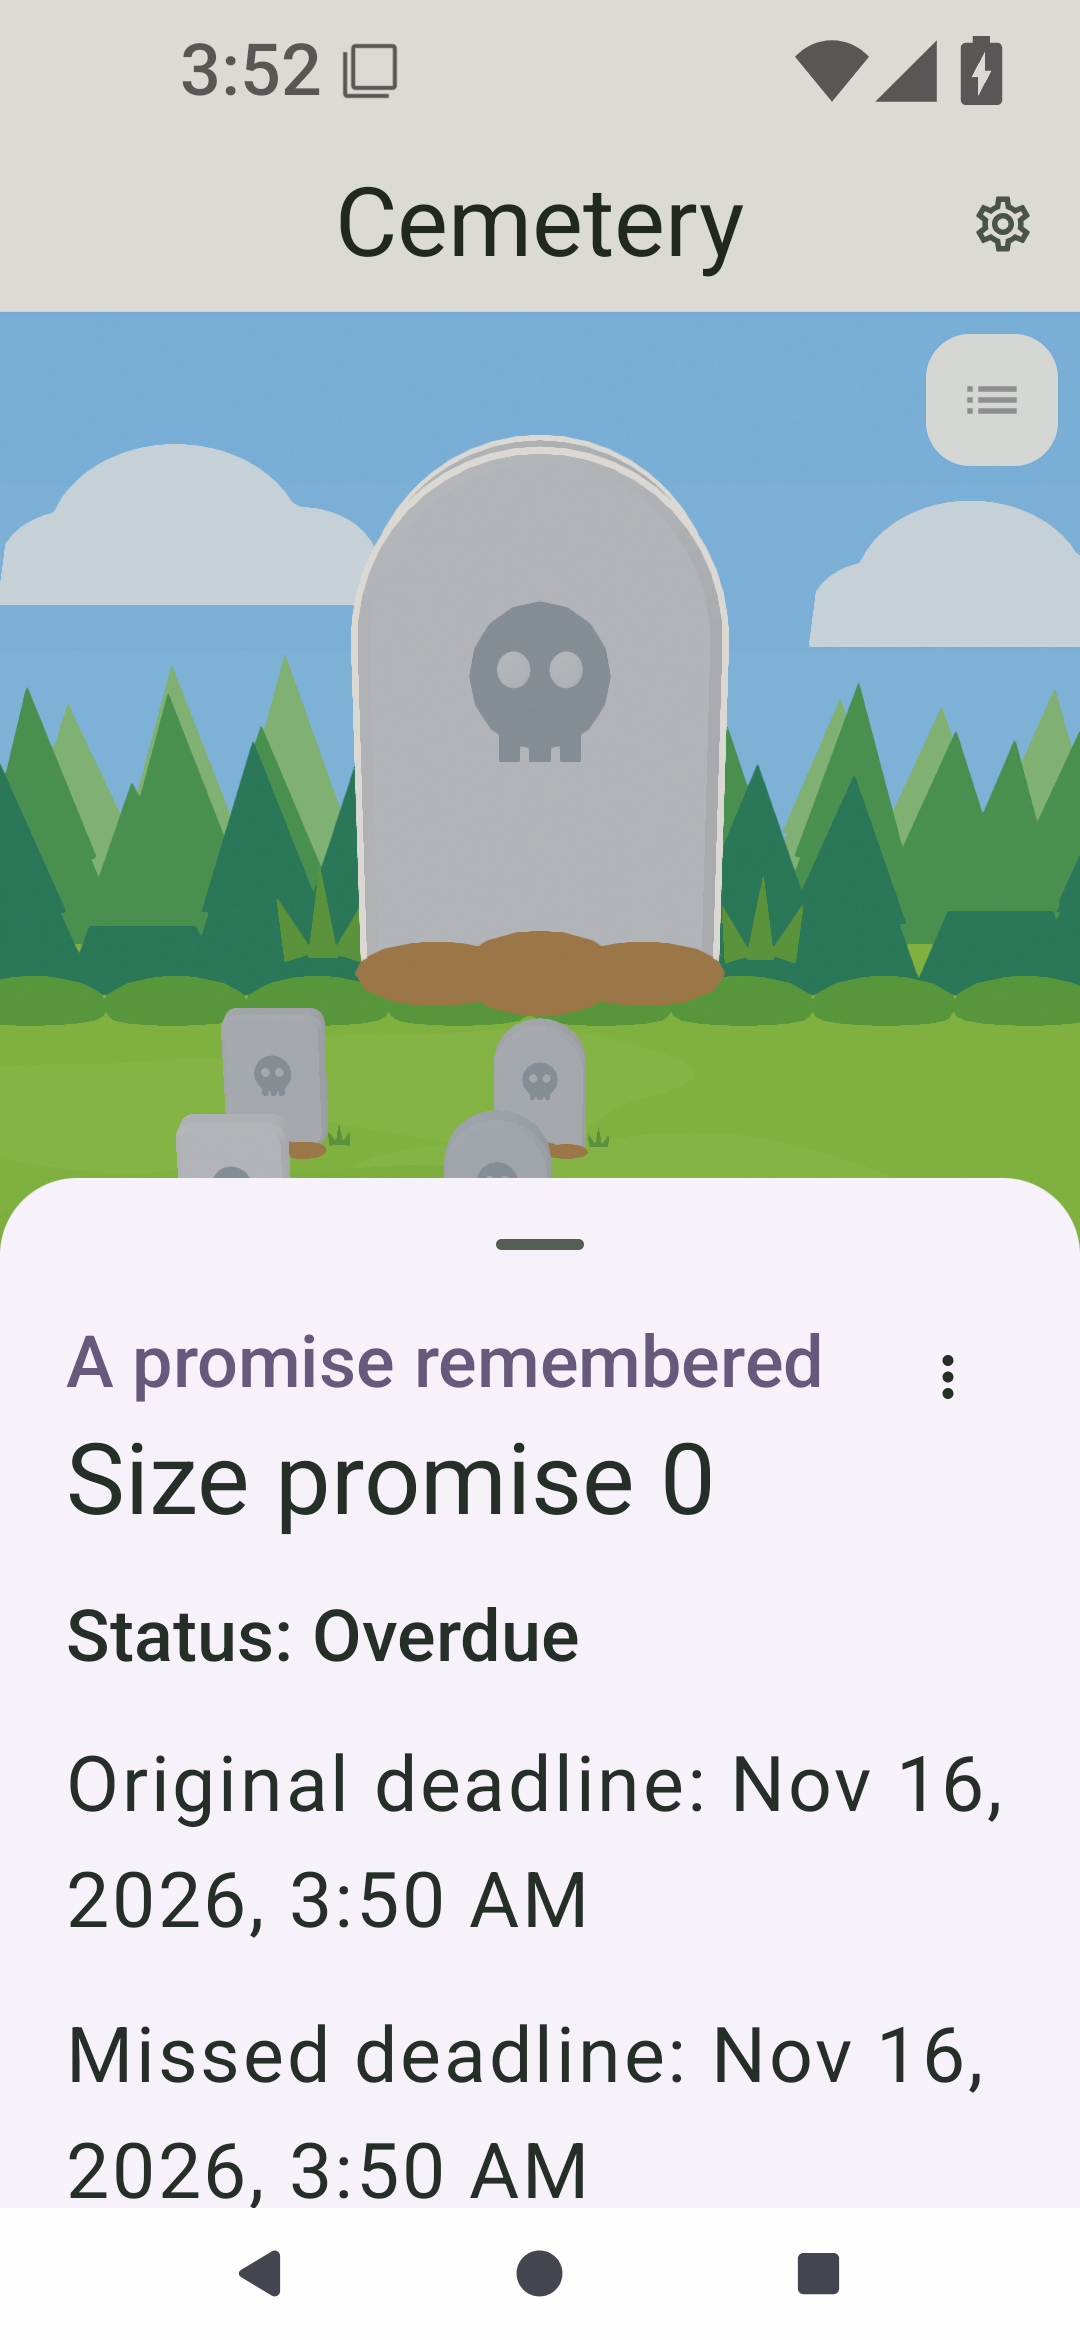 3:52
Cemetery
A promise remembered
Size promise 0
Status: Overdue
Original deadline: Nov 16,
2026, 3:50 AM
Missed deadline: Nov 16,
2026, 3:50 AM